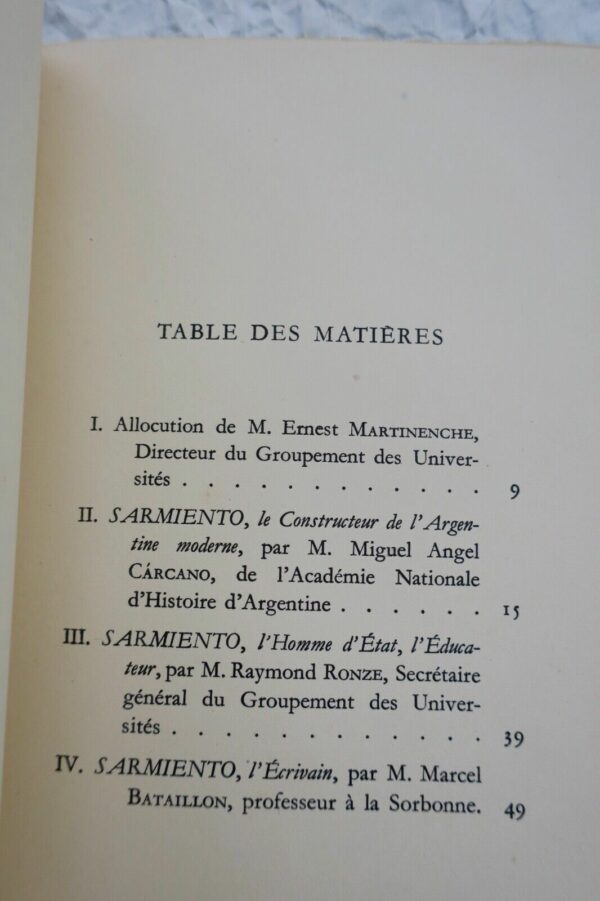 TABLE DES MATIÈRES
I. Allocution de M. Ernest MARTINENCHE,
Directeur du Groupement des Univer-
sités . . . . . . . . . . . . 9
II. SARMIENTO, le Constructeur de l'Argen-
tine moderne, par M. Miguel Angel
CÁRCANO, de l'Académie Nationale
d'Histoire d'Argentine . . . . . . 15
III. SARMIENTO, l'Homme d'État, l'Éduca-
teur, par M. Raymond RONZE, Secrétaire
général du Groupement des Univer-
sités . . . . . . . . . . . . 39
IV. SARMIENTO, l'Écrivain, par M. Marcel
BATAILLON, professeur à la Sorbonne. 49